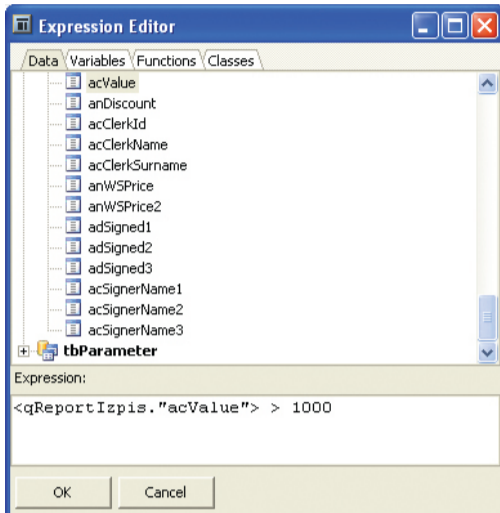 Expression Editor
Data Variables Functions Classes
acValue
anDiscount
acClerkId
acClerkName
acClerkSurname
anWSPrice
anWSPrice2
adSigned1
adSigned2
adSigned3
acSignerName1
acSignerName2
acSignerName3
tbParameter
Expression:
<qReportIzpis."acValue"> > 1000
OK Cancel